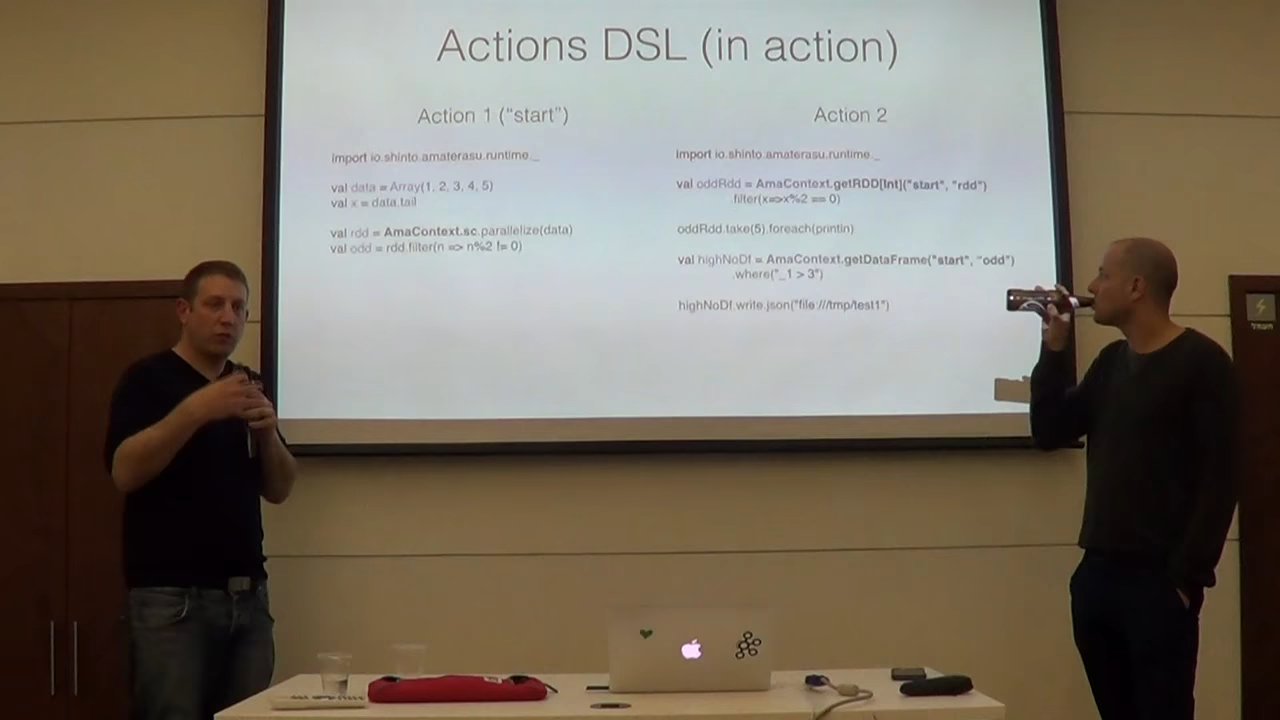 Actions DSL (in action)
Action 1 ("start")
import io.shinto.amaterasu.runtime._
val data = Array(1, 2, 3, 4, 5)
val x = data.tail
val rdd = AmaContext.sc.parallelize(data)
val odd = rdd.filter(n => n%2 != 0)
Action 2
import io.shinto.amaterasu.runtime._
val oddRdd = AmaContext.getRDD[Int]("start", "rdd")
filter(x=>x%2 == 0)
oddRdd.take(5).foreach(println)
val highNoDf = AmaContext.getDataFrame("start", "odd")
.where("_1 > 3")
highNoDf.write.json("file:///tmp/test1")
חשמל